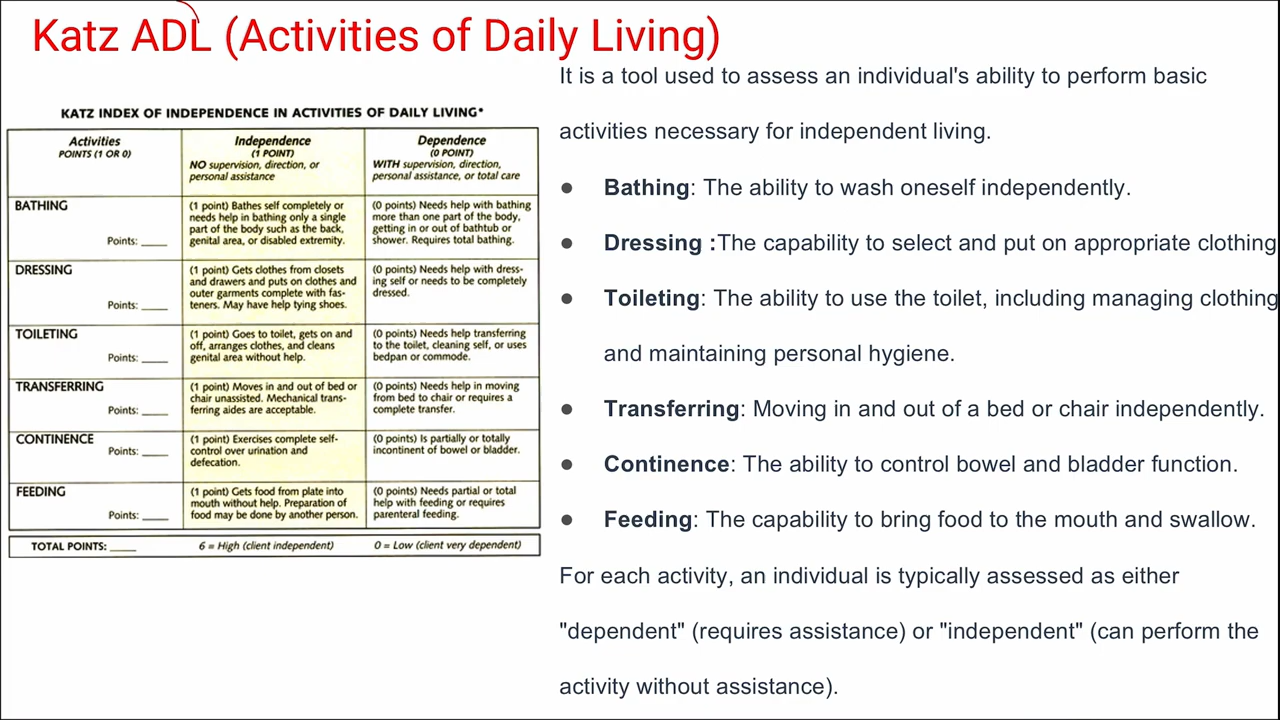 Katz ADL (Activities of Daily Living)
KATZ INDEX OF INDEPENDENCE IN ACTIVITIES OF DAILY LIVING*
Activities
POINTS (1 OR 0)
Independence
(1 POINT)
NO supervision, direction, or
personal assistance
Dependence
(0 POINT)
WITH supervision, direction,
personal assistance, or total care
BATHING
Points: ____
(1 point) Bathes self completely or
needs help in bathing only a single
part of the body such as the back,
genital area, or disabled extremity.
(0 points) Needs help with bathing
more than one part of the body,
getting in or out of bathtub or
shower. Requires total bathing.
DRESSING
Points: ____
(1 point) Gets clothes from closets
and drawers and puts on clothes and
outer garments complete with fas-
teners. May have help tying shoes.
(0 points) Needs help with dress-
ing self or needs to be completely
dressed.
TOILETING
Points: ____
(1 point) Goes to toilet, gets on and
off, arranges clothes, and cleans
genital area without help.
(0 points) Needs help transferring
to the toilet, cleaning self, or uses
bedpan or commode.
TRANSFERRING
Points: ____
(1 point) Moves in and out of bed or
chair unassisted. Mechanical trans-
ferring aides are acceptable.
(0 points) Needs help in moving
from bed to chair or requires a
complete transfer.
CONTINENCE
Points: ____
(1 point) Exercises complete self-
control over urination and
defecation.
(0 points) Is partially or totally
incontinent of bowel or bladder.
FEEDING
Points: ____
(1 point) Gets food from plate into
mouth without help. Preparation of
food may be done by another person.
(0 points) Needs partial or total
help with feeding or requires
parenteral feeding.
TOTAL POINTS: ____ 6 = High (client independent) 0 = Low (client very dependent)
It is a tool used to assess an individual's ability to perform basic
activities necessary for independent living.
● Bathing: The ability to wash oneself independently.
● Dressing :The capability to select and put on appropriate clothing
● Toileting: The ability to use the toilet, including managing clothing
and maintaining personal hygiene.
● Transferring: Moving in and out of a bed or chair independently.
● Continence: The ability to control bowel and bladder function.
● Feeding: The capability to bring food to the mouth and swallow.
For each activity, an individual is typically assessed as either
"dependent" (requires assistance) or "independent" (can perform the
activity without assistance).